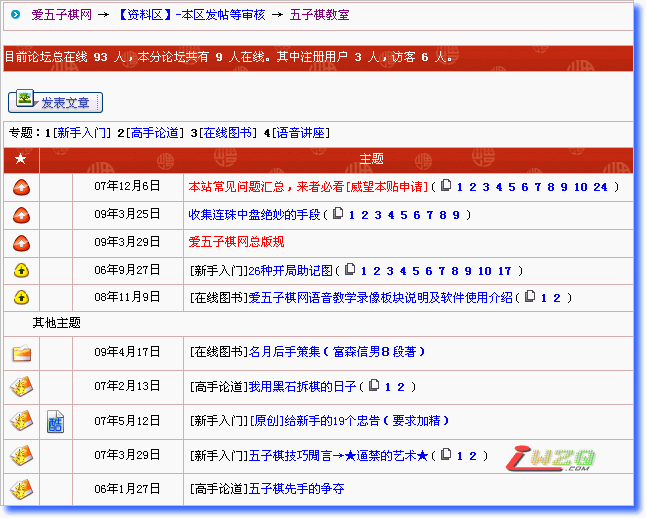 爱五子棋网 → 【资料区】-本区发帖等审核 → 五子棋教室
目前论坛总在线 93 人，本分论坛共有 9 人在线。其中注册用户 3 人，访客 6 人。
发表文章
专题：1[新手入门] 2[高手论道] 3[在线图书] 4[语音讲座]
★ 主题
07年12月6日 本站常见问题汇总，来者必看[威望本贴申请] ( 1 2 3 4 5 6 7 8 9 10 24 )
09年3月25日 收集连珠中盘绝妙的手段 ( 1 2 3 4 5 6 7 8 9 )
09年3月29日 爱五子棋网总版规
06年9月27日 [新手入门]26种开局助记图 ( 1 2 3 4 5 6 7 8 9 10 17 )
08年11月9日 [在线图书]爱五子棋网语音教学录像板块说明及软件使用介绍 ( 1 2 )
其他主题
09年4月17日 [在线图书]名月后手策集（富森信男8段著）
07年2月13日 [高手论道]我用黑石拆棋的日子 ( 1 2 )
酷 07年5月12日 [新手入门][原创]给新手的19个忠告（要求加精）
07年3月29日 [新手入门]五子棋技巧聞言→★逼禁的艺术★ ( 1 2 )
iWZQ.COM
06年1月27日 [高手论道]五子棋先手的争夺